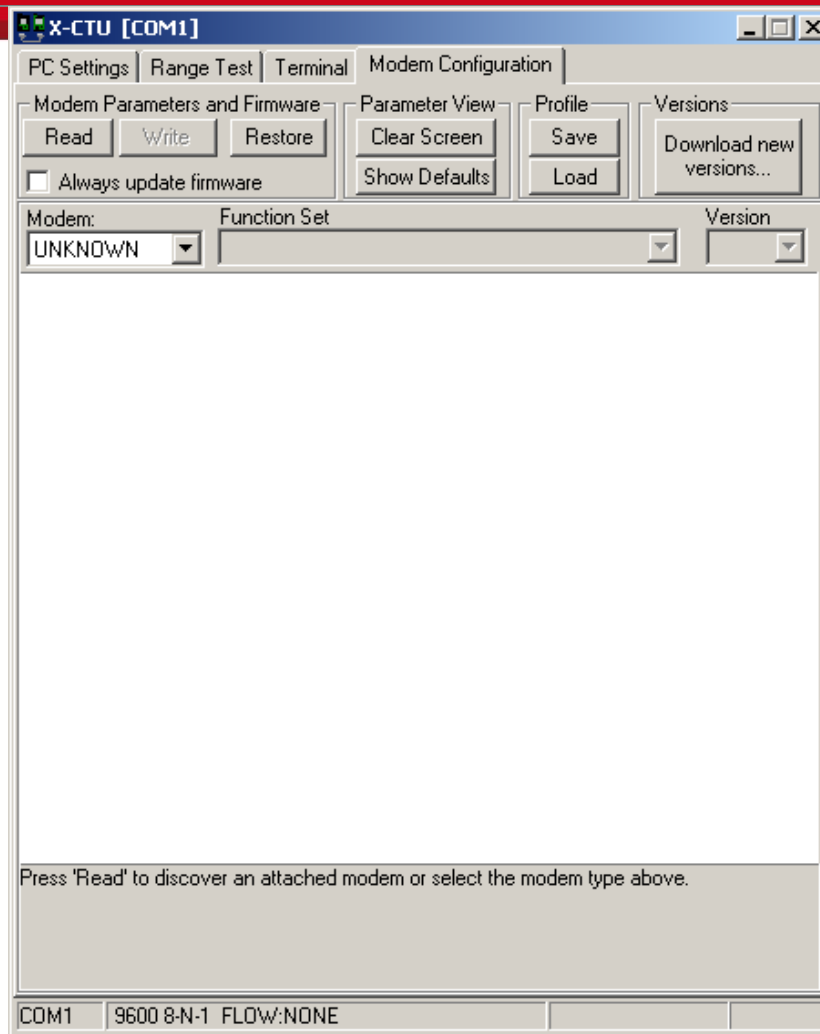 X-CTU [COM1]
PC Settings Range Test Terminal Modem Configuration
Modem Parameters and Firmware Parameter View Profile Versions
Read Write Restore Clear Screen Save Download new versions...
Always update firmware Show Defaults Load
Modem: Function Set Version
UNKNOWN
Press 'Read' to discover an attached modem or select the modem type above.
COM1 9600 8-N-1 FLOW:NONE